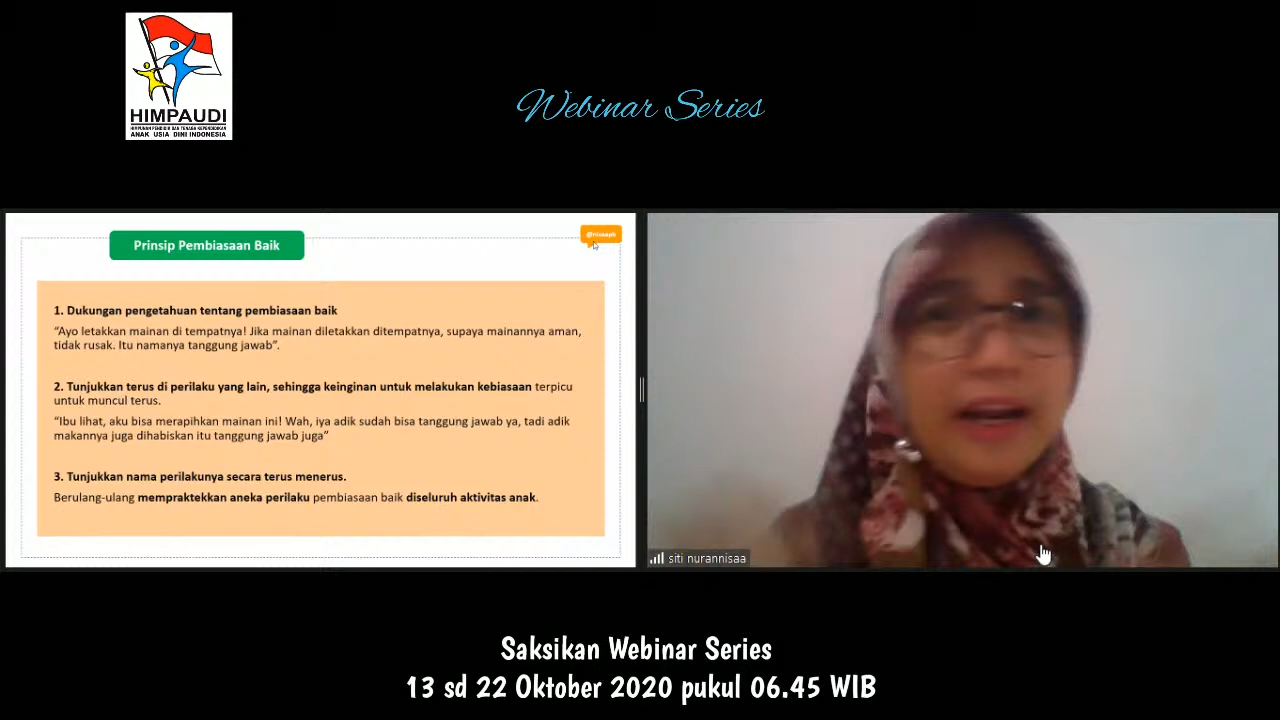 HIMPAUDI
HIMPUNAN PENDIDIK DAN TENAGA KEPENDIDIKAN
ANAK USIA DINI INDONESIA
Webinar Series
Prinsip Pembiasaan Baik
1. Dukungan pengetahuan tentang pembiasaan baik
“Ayo letakkan mainan di tempatnya! Jika mainan diletakkan ditempatnya, supaya mainannya aman,
tidak rusak. Itu namanya tanggung jawab”.
2. Tunjukkan terus di perilaku yang lain, sehingga keinginan untuk melakukan kebiasaan terpicu
untuk muncul terus.
“Ibu lihat, aku bisa merapihkan mainan ini! Wah, iya adik sudah bisa tanggung jawab ya, tadi adik
makannya juga dihabiskan itu tanggung jawab juga”
3. Tunjukkan nama perilakunya secara terus menerus.
Berulang-ulang mempraktekkan aneka perilaku pembiasaan baik diseluruh aktivitas anak.
siti nurannisaa
Saksikan Webinar Series
13 sd 22 Oktober 2020 pukul 06.45 WIB